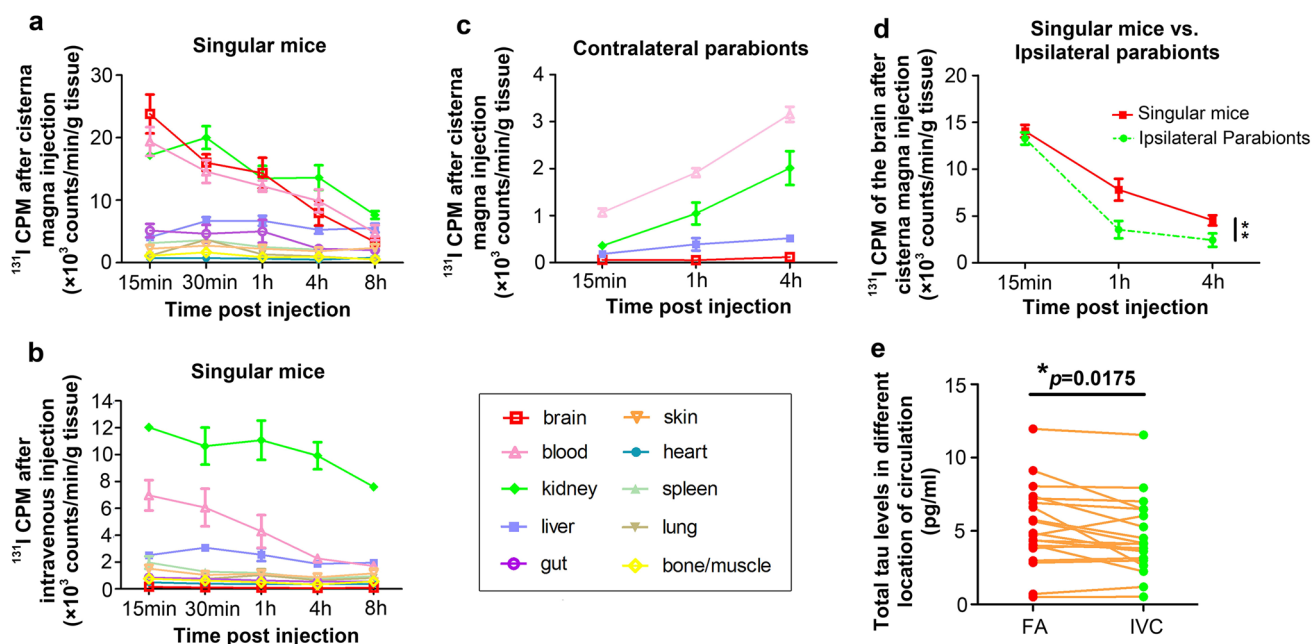 a
Singular mice
¹³¹I CPM after cisterna
magna injection
(×10³ counts/min/g tissue)
30
20
10
0
15min 30min 1h 4h 8h
Time post injection
b
Singular mice
¹³¹I CPM after
intravenous injection
(×10³ counts/min/g tissue)
14
12
10
8
6
4
2
0
15min 30min 1h 4h 8h
Time post injection
c
Contralateral parabionts
¹³¹I CPM after cisterna
magna injection
(×10³ counts/min/g tissue)
4
3
2
1
0
15min 1h 4h
Time post injection
brain
blood
kidney
liver
gut
skin
heart
spleen
lung
bone/muscle
d
Singular mice vs.
Ipsilateral parabionts
¹³¹I CPM of the brain after
cisterna magna injection
(×10³ counts/min/g tissue)
20
15
10
5
0
Singular mice
Ipsilateral Parabionts
**
15min 1h 4h
Time post injection
e
*p=0.0175
Total tau levels in different
location of circulation
(pg/ml)
15
10
5
0
FA IVC